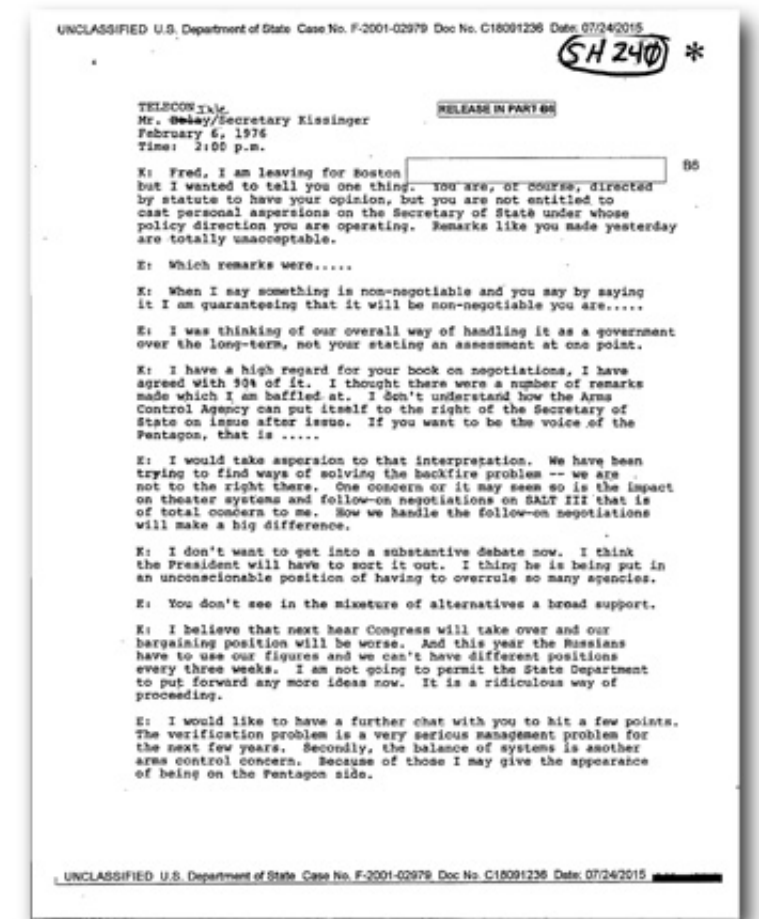 UNCLASSIFIED U.S. Department of State Case No. F-2001-02979 Doc No. C18091236 Date: 07/24/2015
SH 240 *
TELECON
RELEASE IN PART B6
Mr. /Secretary Kissinger
February 6, 1976
Time: 2:00 p.m.
B6
K: Fred, I am leaving for Boston
but I wanted to tell you one thing. You are, of course, directed
by statute to have your opinion, but you are not entitled to
cast personal aspersions on the Secretary of State under whose
policy direction you are operating. Remarks like you made yesterday
are totally unacceptable.
E: Which remarks were.....
K: When I say something is non-negotiable and you say by saying
it I am guaranteeing that it will be non-negotiable you are.....
E: I was thinking of our overall way of handling it as a government
over the long-term, not your stating an assessment at one point.
K: I have a high regard for your book on negotiations, I have
agreed with 90% of it. I thought there were a number of remarks
made which I am baffled at. I don't understand how the Arms
Control Agency can put itself to the right of the Secretary of
State on issue after issue. If you want to be the voice of the
Pentagon, that is .....
E: I would take aspersion to that interpretation. We have been
trying to find ways of solving the backfire problem -- we are
not to the right there. One concern or it may seem so is the impact
on theater systems and follow-on negotiations on SALT III that is
of total concern to me. How we handle the follow-on negotiations
will make a big difference.
K: I don't want to get into a substantive debate now. I think
the President will have to sort it out. I thing he is being put in
an unconscionable position of having to overrule so many agencies.
E: You don't see in the mixeture of alternatives a broad support.
K: I believe that next hear Congress will take over and our
bargaining position will be worse. And this year the Russians
have to use our figures and we can't have different positions
every three weeks. I am not going to permit the State Department
to put forward any more ideas now. It is a ridiculous way of
proceeding.
E: I would like to have a further chat with you to hit a few points.
The verification problem is a very serious management problem for
the next few years. Secondly, the balance of systems is another
arms control concern. Because of those I may give the appearance
of being on the Pentagon side.
UNCLASSIFIED U.S. Department of State Case No. F-2001-02979 Doc No. C18091236 Date: 07/24/2015